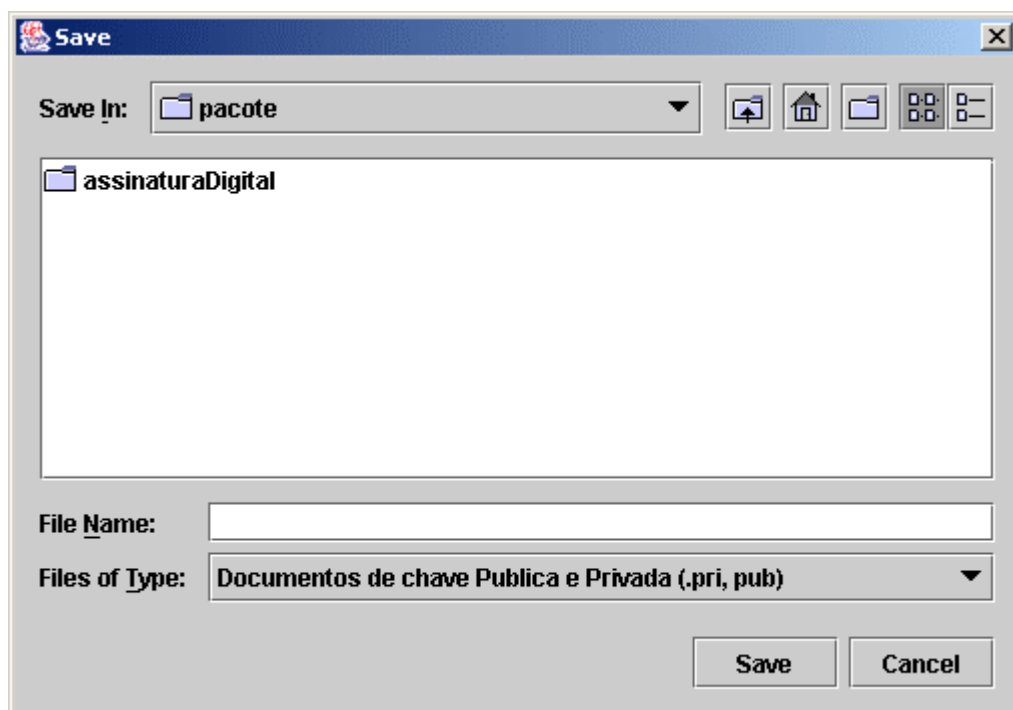 Save
Save In: pacote
assinaturaDigital
File Name:
Files of Type: Documentos de chave Publica e Privada (.pri, pub)
Save Cancel